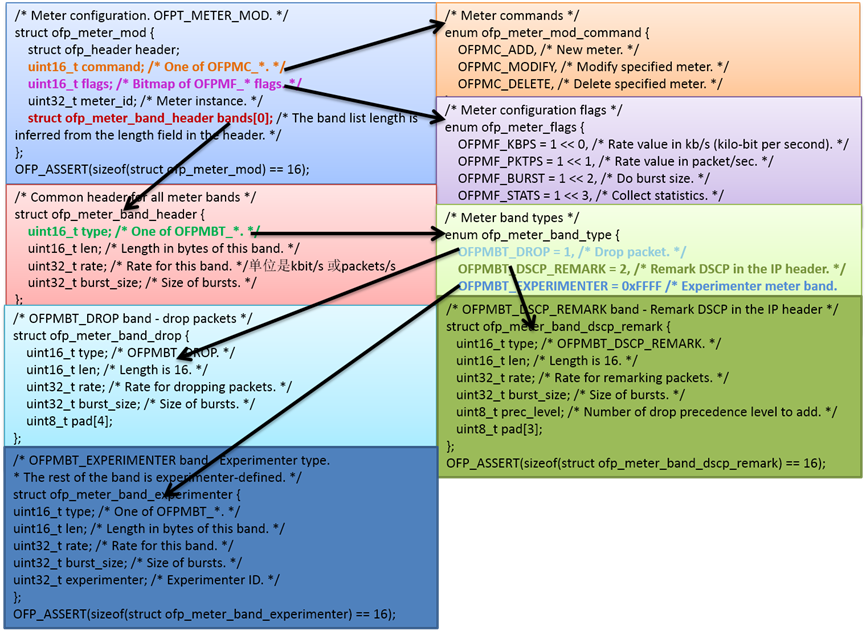 /* Meter configuration. OFPT_METER_MOD. */
struct ofp_meter_mod {
struct ofp_header header;
uint16_t command; /* One of OFPMC_*. */
uint16_t flags; /* Bitmap of OFPMF_* flags. */
uint32_t meter_id; /* Meter instance. */
struct ofp_meter_band_header bands[0]; /* The band list length is
inferred from the length field in the header. */
};
OFP_ASSERT(sizeof(struct ofp_meter_mod) == 16);
/* Meter commands */
enum ofp_meter_mod_command {
OFPMC_ADD, /* New meter. */
OFPMC_MODIFY, /* Modify specified meter. */
OFPMC_DELETE, /* Delete specified meter. */
/* Meter configuration flags */
enum ofp_meter_flags {
OFPMF_KBPS = 1 << 0, /* Rate value in kb/s (kilo-bit per second). */
OFPMF_PKTPS = 1 << 1, /* Rate value in packet/sec. */
OFPMF_BURST = 1 << 2, /* Do burst size. */
OFPMF_STATS = 1 << 3, /* Collect statistics. */
/* Common header for all meter bands */
struct ofp_meter_band_header {
uint16_t type; /* One of OFPMBT_*. */
uint16_t len; /* Length in bytes of this band. */
uint32_t rate; /* Rate for this band. */单位是kbit/s 或packets/s
uint32_t burst_size; /* Size of bursts. */
};
/* Meter band types */
enum ofp_meter_band_type {
OFPMBT_DROP = 1, /* Drop packet. */
OFPMBT_DSCP_REMARK = 2, /* Remark DSCP in the IP header. */
OFPMBT_EXPERIMENTER = 0xFFFF /* Experimenter meter band.
/* OFPMBT_DROP band - drop packets */
struct ofp_meter_band_drop {
uint16_t type; /* OFPMBT_DROP. */
uint16_t len; /* Length is 16. */
uint32_t rate; /* Rate for dropping packets. */
uint32_t burst_size; /* Size of bursts. */
uint8_t pad[4];
};
/* OFPMBT_DSCP_REMARK band - Remark DSCP in the IP header */
struct ofp_meter_band_dscp_remark {
uint16_t type; /* OFPMBT_DSCP_REMARK. */
uint16_t len; /* Length is 16. */
uint32_t rate; /* Rate for remarking packets. */
uint32_t burst_size; /* Size of bursts. */
uint8_t prec_level; /* Number of drop precedence level to add. */
uint8_t pad[3];
};
OFP_ASSERT(sizeof(struct ofp_meter_band_dscp_remark) == 16);
/* OFPMBT_EXPERIMENTER band - Experimenter type.
* The rest of the band is experimenter-defined. */
struct ofp_meter_band_experimenter {
uint16_t type; /* One of OFPMBT_*. */
uint16_t len; /* Length in bytes of this band. */
uint32_t rate; /* Rate for this band. */
uint32_t burst_size; /* Size of bursts. */
uint32_t experimenter; /* Experimenter ID. */
};
OFP_ASSERT(sizeof(struct ofp_meter_band_experimenter) == 16);